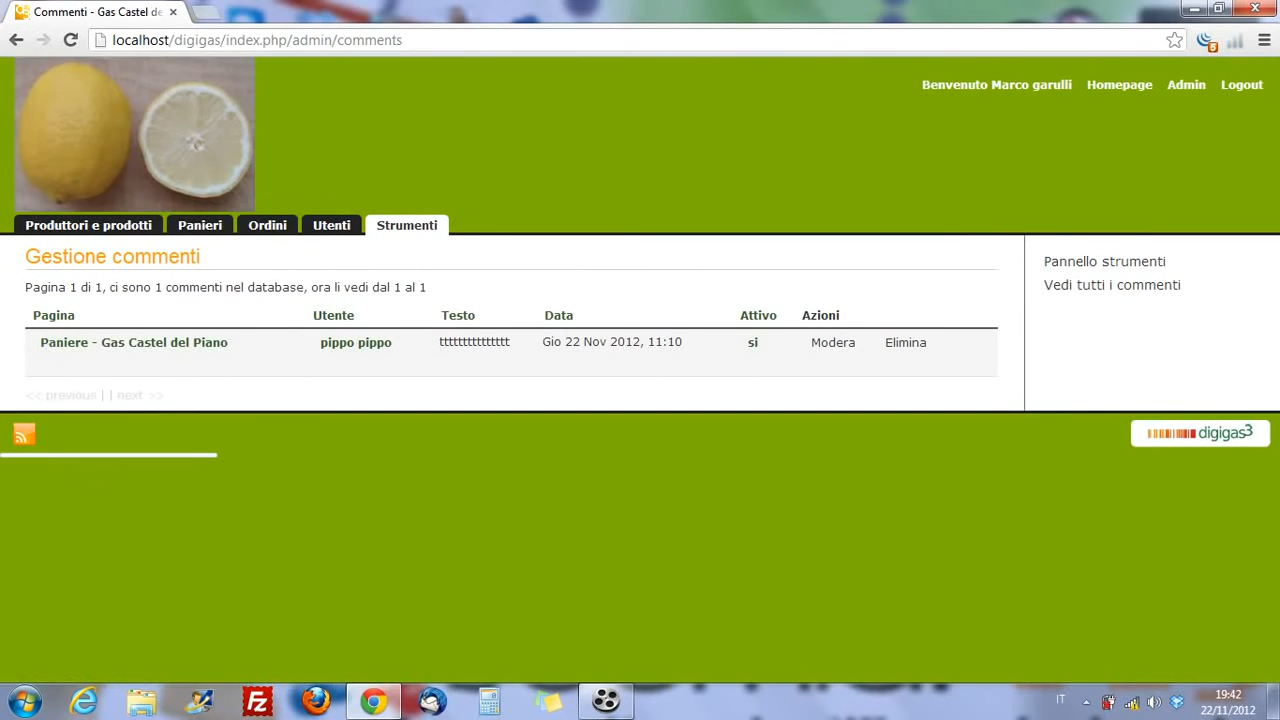 Commenti - Gas Castel de
localhost/digigas/index.php/admin/comments
5
Benvenuto Marco garulli Homepage Admin Logout
Produttori e prodotti Panieri Ordini Utenti Strumenti
Gestione commenti
Pannello strumenti
Vedi tutti i commenti
Pagina 1 di 1, ci sono 1 commenti nel database, ora li vedi dal 1 al 1
Pagina Utente Testo Data Attivo Azioni
Paniere - Gas Castel del Piano pippo pippo ttttttttttttttt Gio 22 Nov 2012, 11:10 si Modera Elimina
<< previous | | next >>
digigas3
IT
19:42
22/11/2012